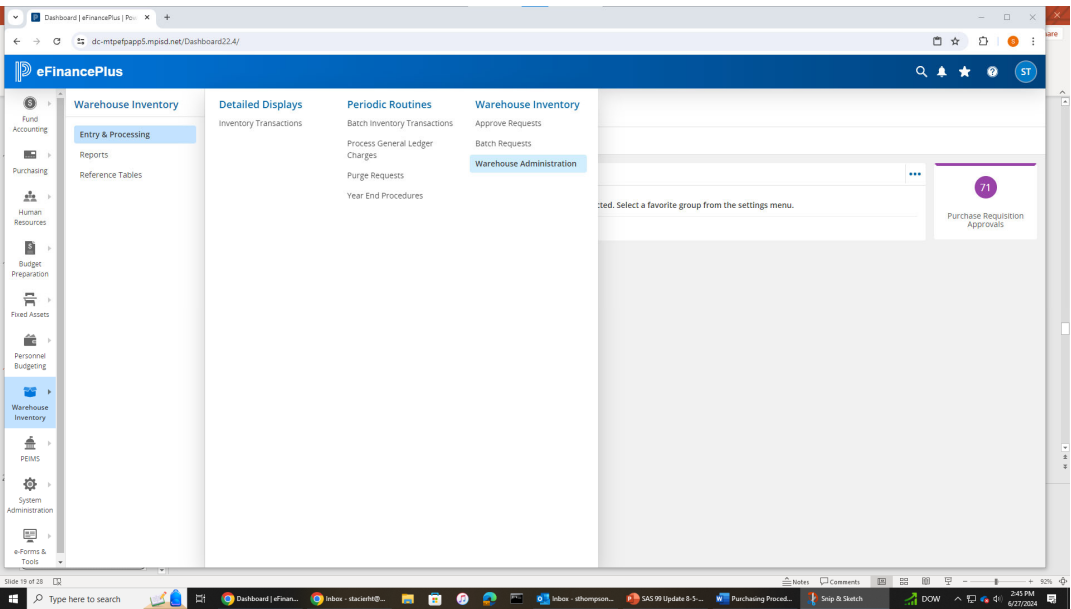 Dashboard | eFinancePlus | Pow
dc-mtpefpapp5.mpisd.net/Dashboard22.4/
S
eFinancePlus
ST
Fund
Accounting
Purchasing
Human
Resources
Budget
Preparation
Fixed Assets
Personnel
Budgeting
Warehouse
Inventory
PEIMS
System
Administration
e-Forms &
Tools
Warehouse Inventory
Entry & Processing
Reports
Reference Tables
Detailed Displays
Inventory Transactions
Periodic Routines
Batch Inventory Transactions
Process General Ledger
Charges
Purge Requests
Year End Procedures
Warehouse Inventory
Approve Requests
Batch Requests
Warehouse Administration
cted. Select a favorite group from the settings menu.
71
Purchase Requisition
Approvals
Slide 19 of 28
Notes
Comments
92%
Type here to search
Dashboard | eFinan...
Inbox - stacierht@...
Inbox - sthompson...
SAS 99 Update 8-5-...
Purchasing Proced...
Snip & Sketch
DOW
2:45 PM
6/27/2024